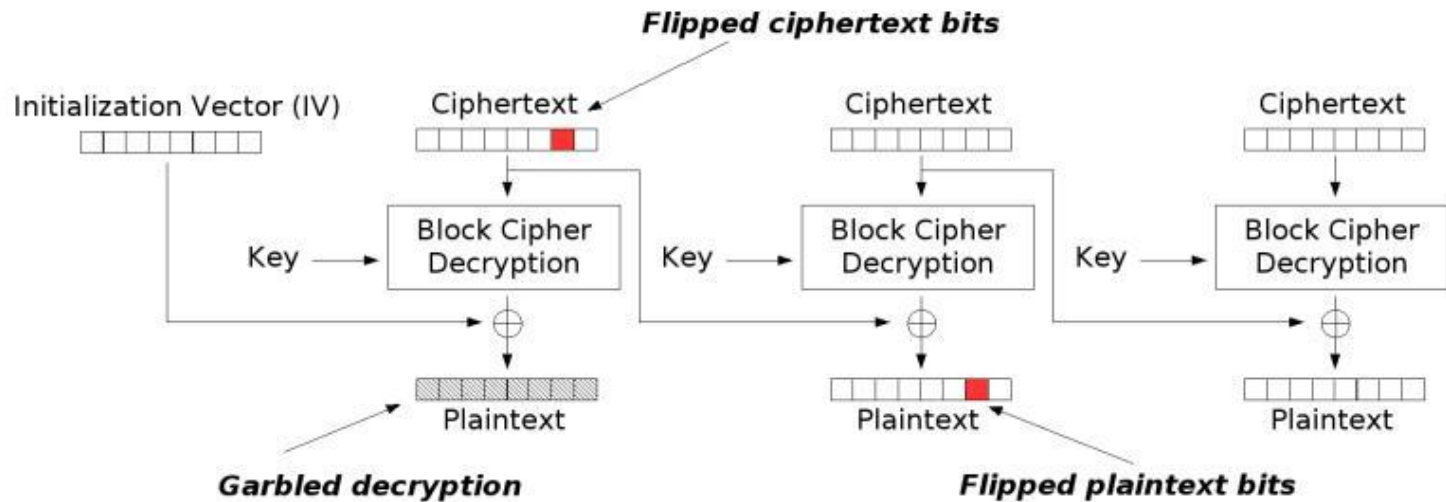 Flipped ciphertext bits
Initialization Vector (IV)
Ciphertext
Ciphertext
Ciphertext
Key
Block Cipher
Decryption
Key
Block Cipher
Decryption
Key
Block Cipher
Decryption
Plaintext
Plaintext
Plaintext
Garbled decryption
Flipped plaintext bits